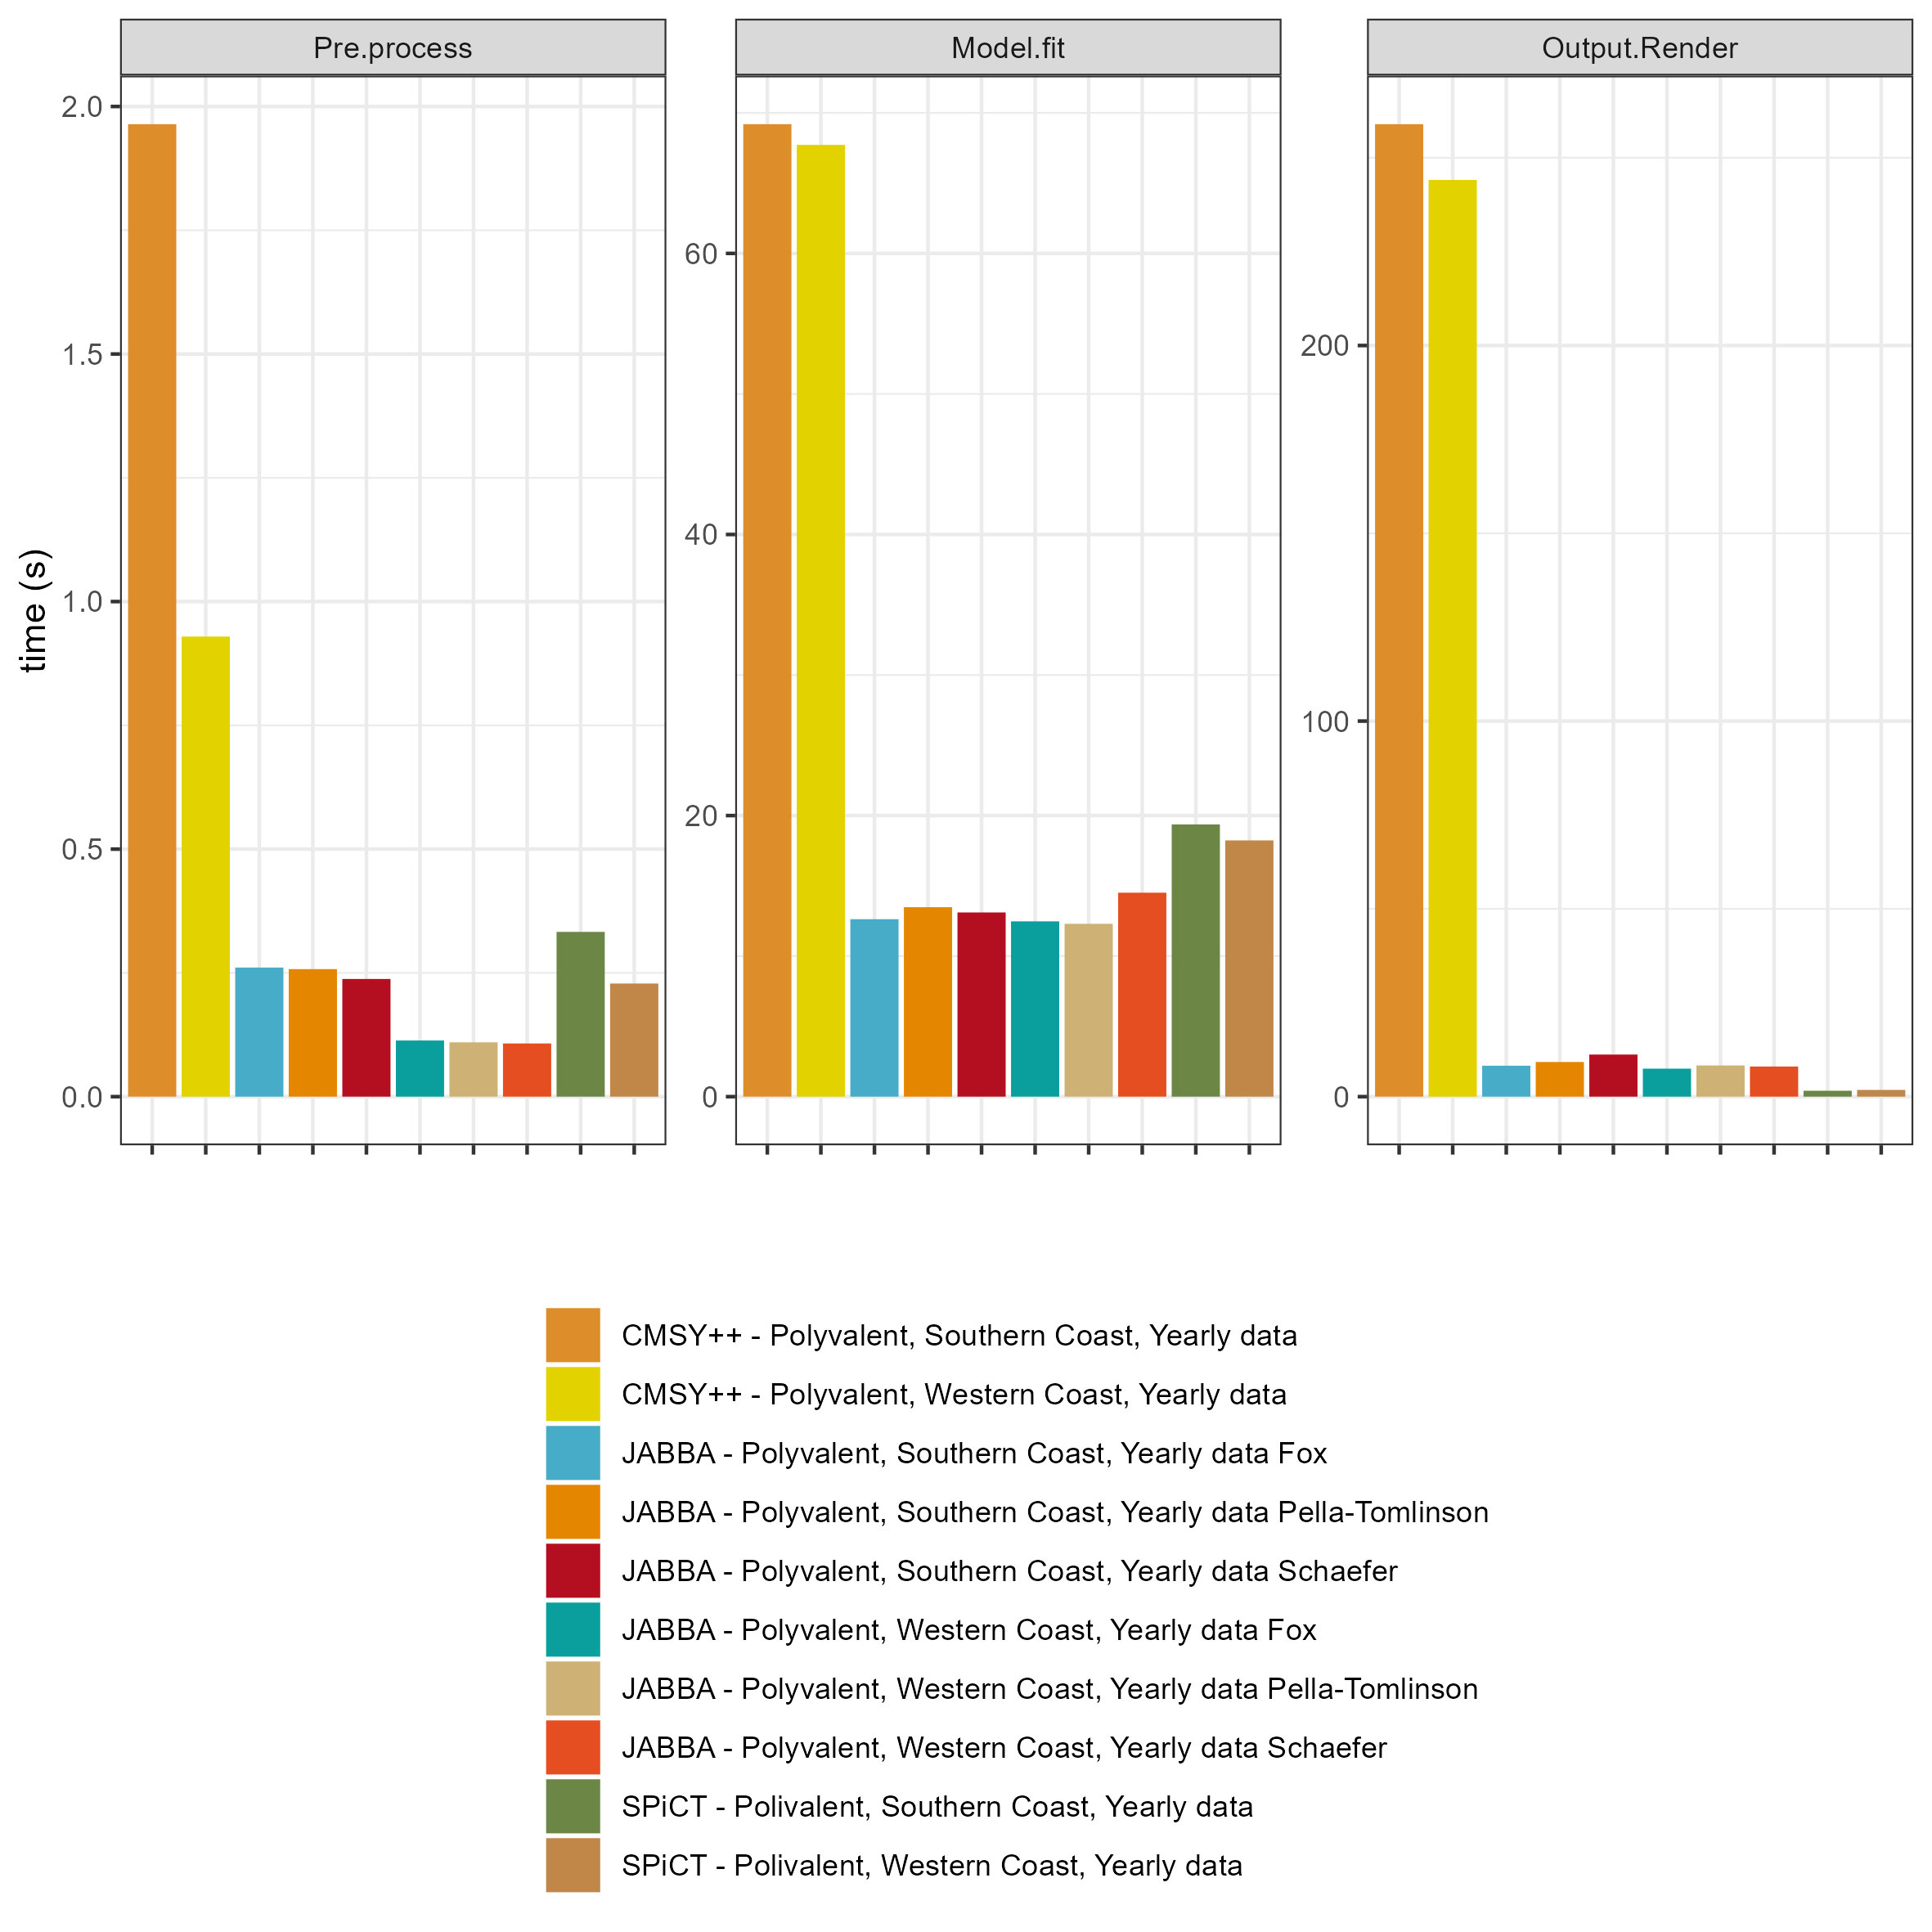 Pre.process
Model.fit
Output.Render
time (s)
2.0
1.5
1.0
0.5
0.0
60
40
20
0
200
100
0
CMSY++ - Polyvalent, Southern Coast, Yearly data
CMSY++ - Polyvalent, Western Coast, Yearly data
JABBA - Polyvalent, Southern Coast, Yearly data Fox
JABBA - Polyvalent, Southern Coast, Yearly data Pella-Tomlinson
JABBA - Polyvalent, Southern Coast, Yearly data Schaefer
JABBA - Polyvalent, Western Coast, Yearly data Fox
JABBA - Polyvalent, Western Coast, Yearly data Pella-Tomlinson
JABBA - Polyvalent, Western Coast, Yearly data Schaefer
SPiCT - Polivalent, Southern Coast, Yearly data
SPiCT - Polivalent, Western Coast, Yearly data